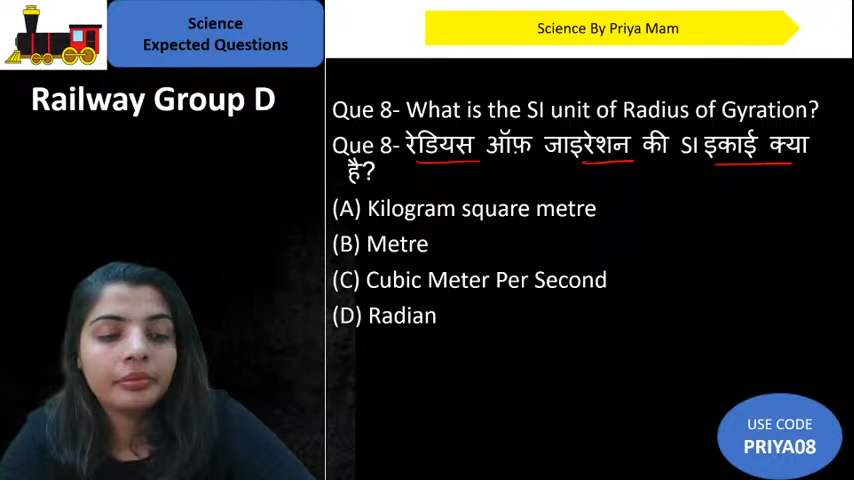 Science
Expected Questions
Science By Priya Mam
Railway Group D
Que 8- What is the SI unit of Radius of Gyration?
Que 8- रेडियस ऑफ़ जाइरेशन की SI इकाई क्या
है?
(A) Kilogram square metre
(B) Metre
(C) Cubic Meter Per Second
(D) Radian
USE CODE
PRIYA08